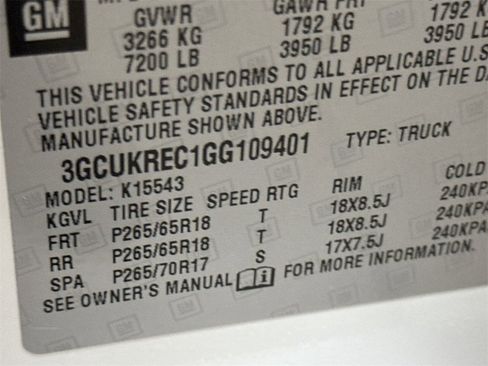 GM
GVWR GAWR FRT
3266 KG 1792 KG 1792 K
7200 LB 3950 LB 3950 LB
THIS VEHICLE CONFORMS TO ALL APPLICABLE U.S
VEHICLE SAFETY STANDARDS IN EFFECT ON THE DA
MANUFACTURE SHOWN ABOVE.
3GCUKREC1GG109401 TYPE: TRUCK
MODEL: K15543
KGVL TIRE SIZE SPEED RTG RIM COLD
FRT P265/65R18 T 18X8.5J 240KPA
RR P265/65R18 T 18X8.5J 240KPA
SPA P265/70R17 S 17X7.5J 240KPA
SEE OWNER'S MANUAL FOR MORE INFORMATION.